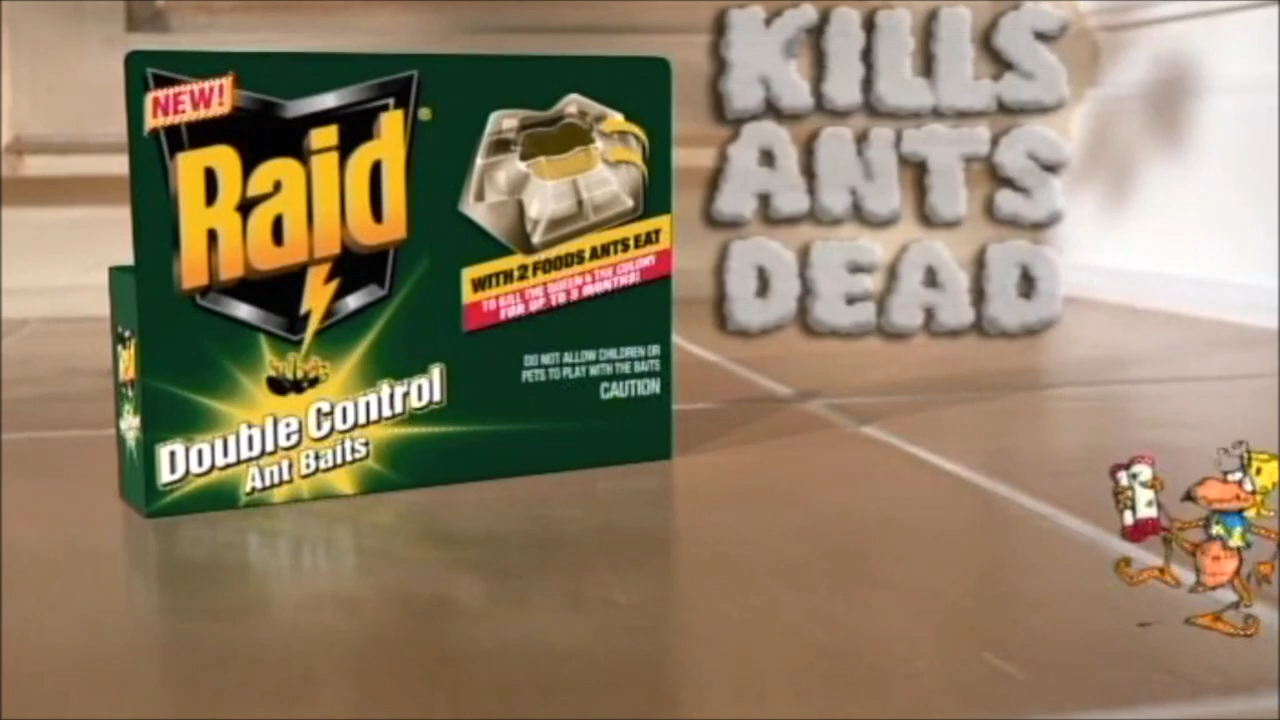 NEW!
Raid
®
WITH 2 FOODS ANTS EAT
TO KILL THE QUEEN & THE COLONY
FOR UP TO 3 MONTHS!
DO NOT ALLOW CHILDREN OR
PETS TO PLAY WITH THE BAITS
CAUTION
Double Control
Ant Baits
Raid
KILLS
ANTS
DEAD